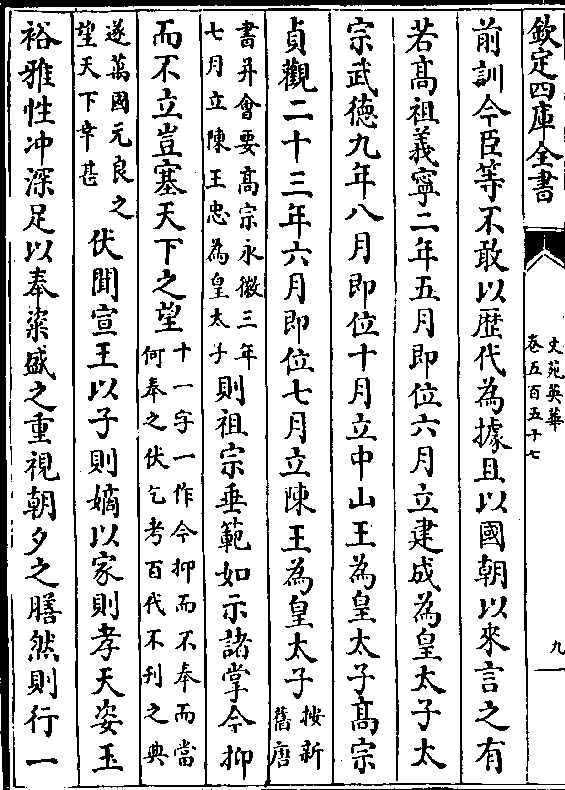 欽定四庫全書
文苑英華
卷五百五十七
九
前訓今臣等不敢以歴代為據且以國朝以來言之有
若髙祖義寧二年五月即位六月立建成為皇太子太
宗武徳九年八月即位十月立中山王為皇太子髙宗
貞觀二十三年六月即位七月立陳王為皇太子
按新
舊唐
書并會要髙宗永徽三年
七月立陳王忠為皇太子
則祖宗垂範如示諸掌今抑
而不立豈塞天下之望
十一字一作今抑而不奉而當
何奉之伏乞考百代不刋之典
遂萬國元良之
望天下幸甚
伏聞宣王以子則嫡以家則孝天姿玉
裕雅性冲深足以奉粢盛之重視朝夕之膳然則行一